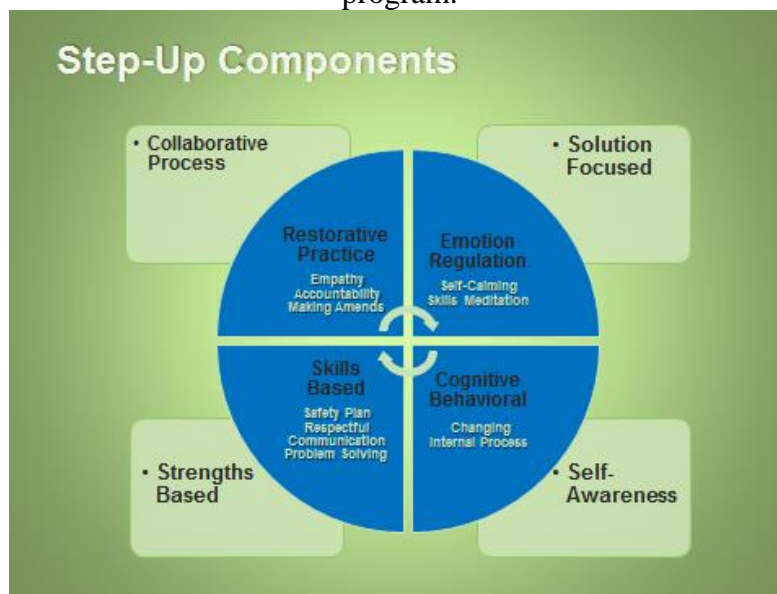 program.
Step-Up Components
• Collaborative
Process
• Solution
Focused
Restorative
Practice
Empathy
Accountability
Making Amends
Emotion
Regulation
Self-Calming
Skills Meditation
Skills
Based
Safety Plan
Respectful
Communication
Problem Solving
Cognitive
Behavioral
Changing
Internal Process
• Strengths
Based
• Self-
Awareness